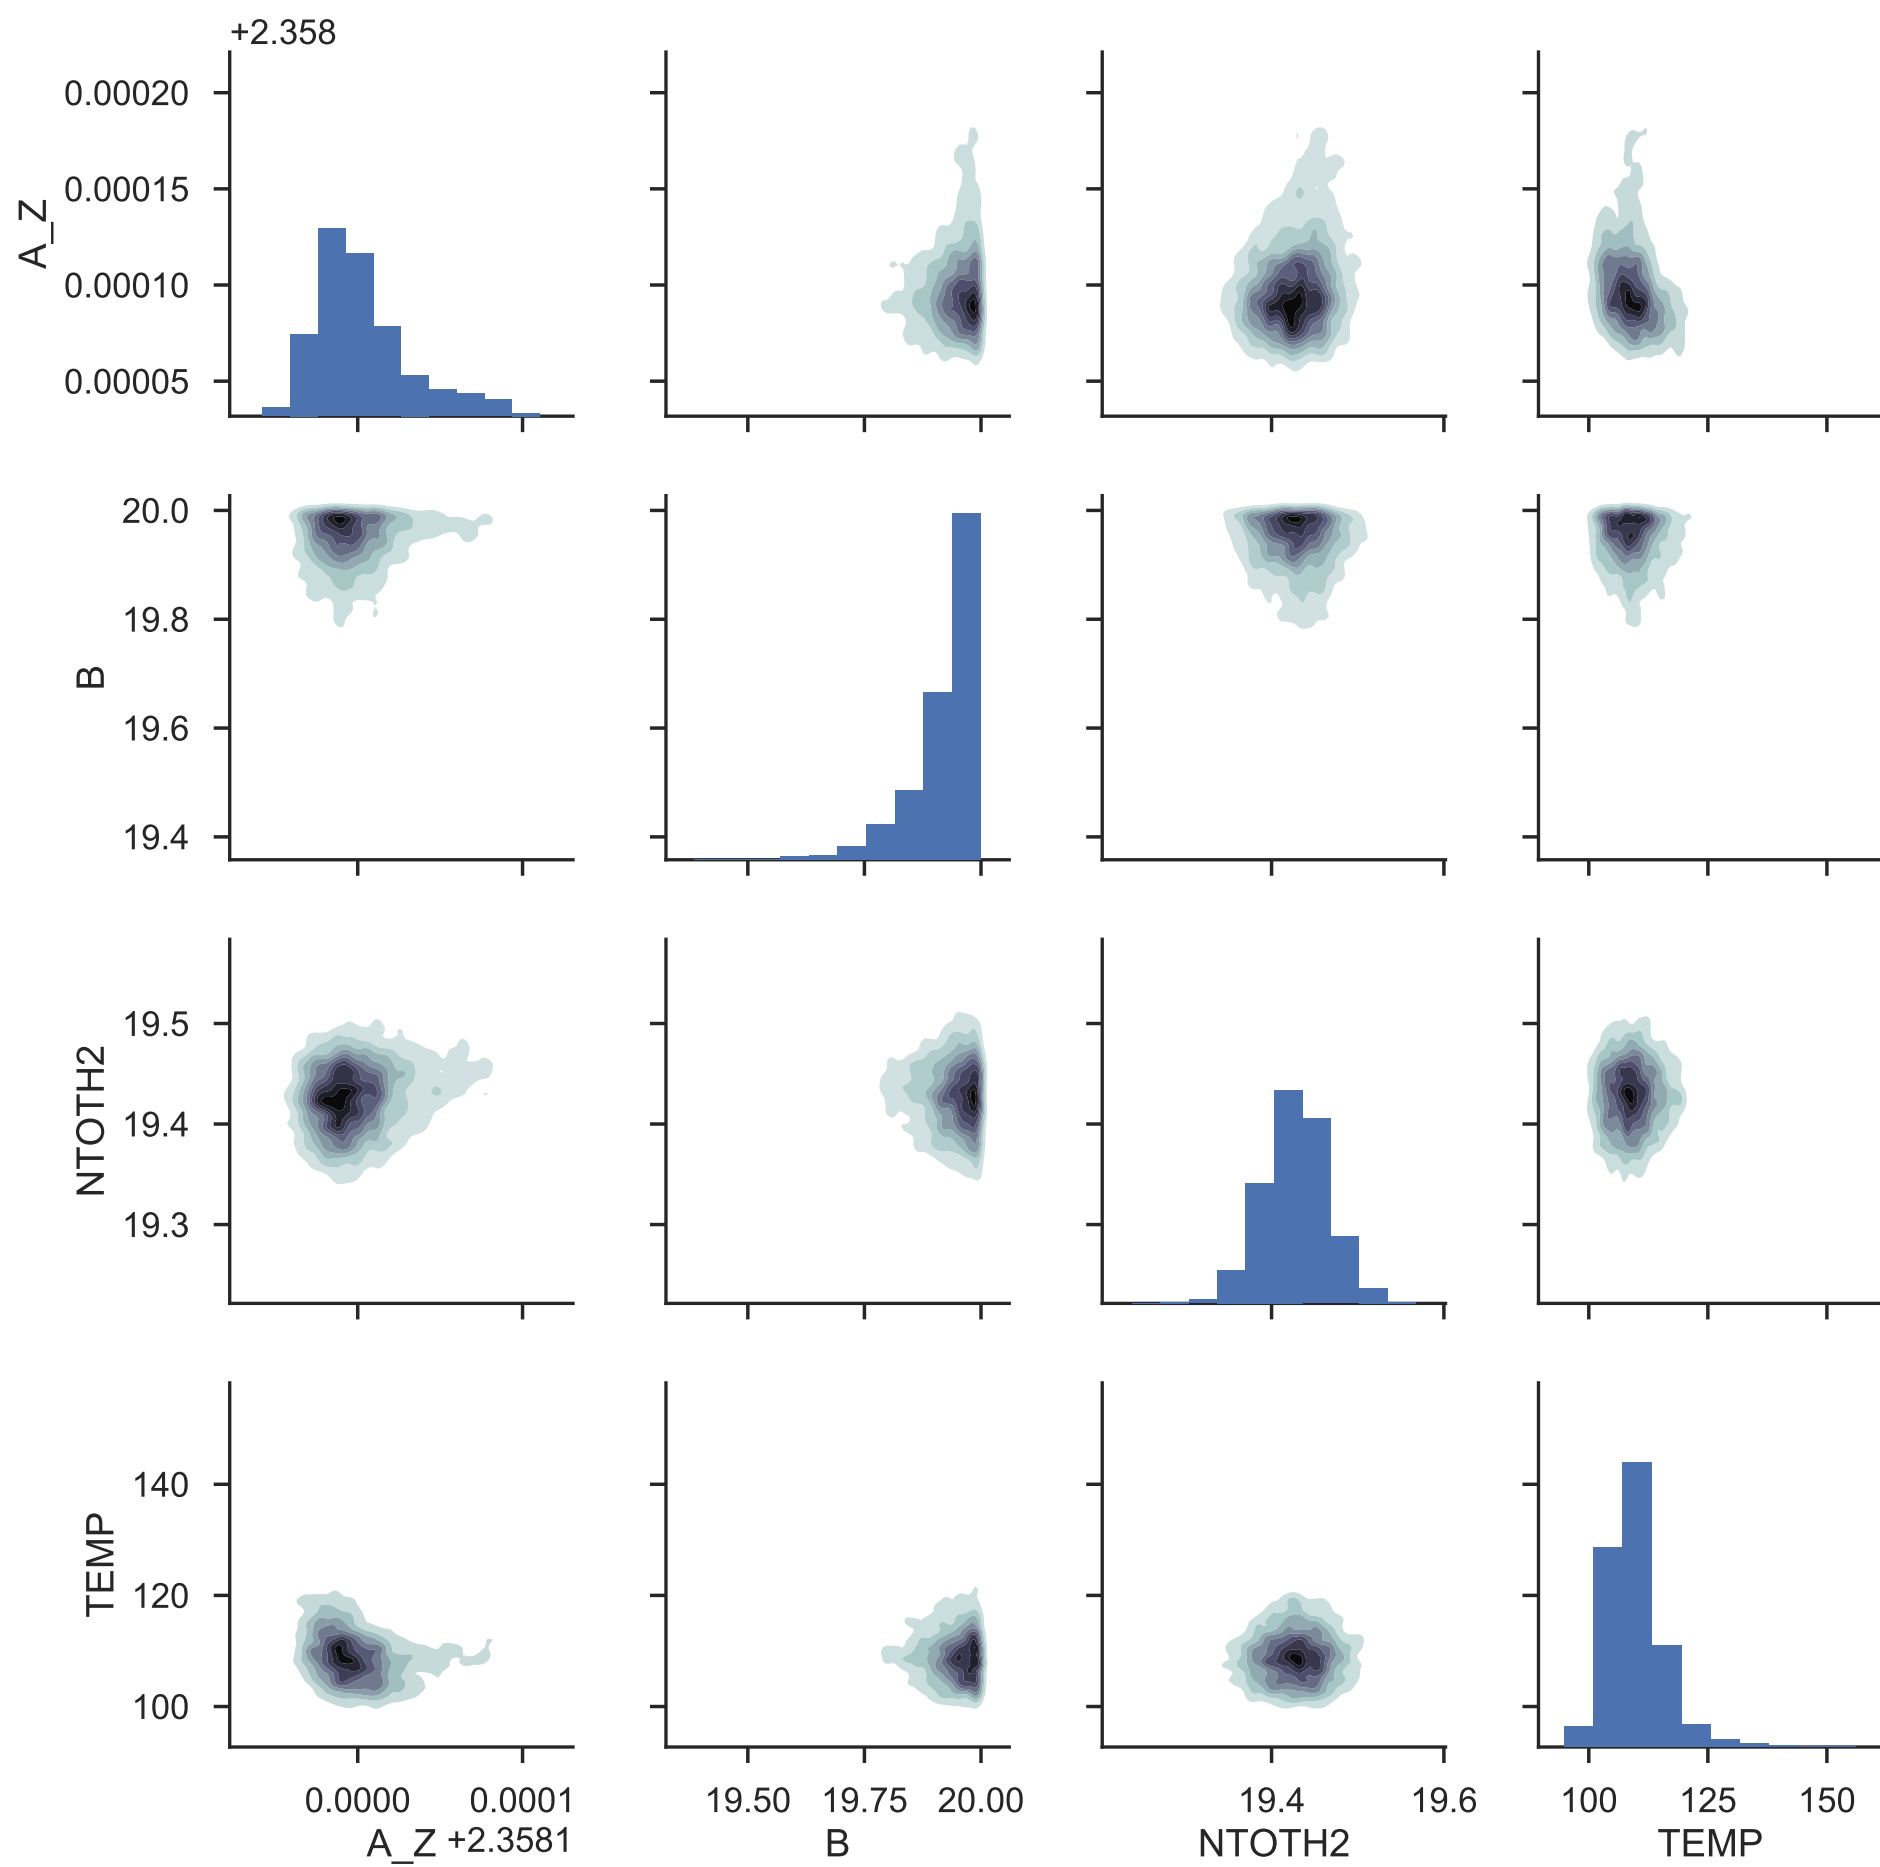 +2.358
0.00020
0.00015
0.00010
0.00005
A_Z
20.0
19.8
19.6
19.4
B
19.5
19.4
19.3
NTOTH2
140
120
100
TEMP
0.0000 0.0001 19.50 19.75 20.00 19.4 19.6 100 125 150
A_Z +2.3581 B NTOTH2 TEMP